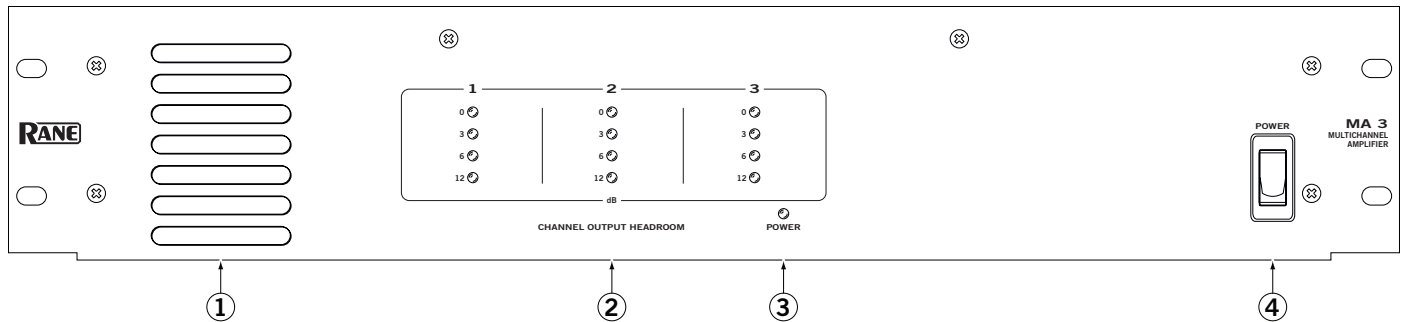 RANE
1 2 3
0 0 0
3 3 3
6 6 6
12 12 12
dB
CHANNEL OUTPUT HEADROOM
POWER
POWER
MA 3
MULTICHANNEL
AMPLIFIER
1 2 3 4